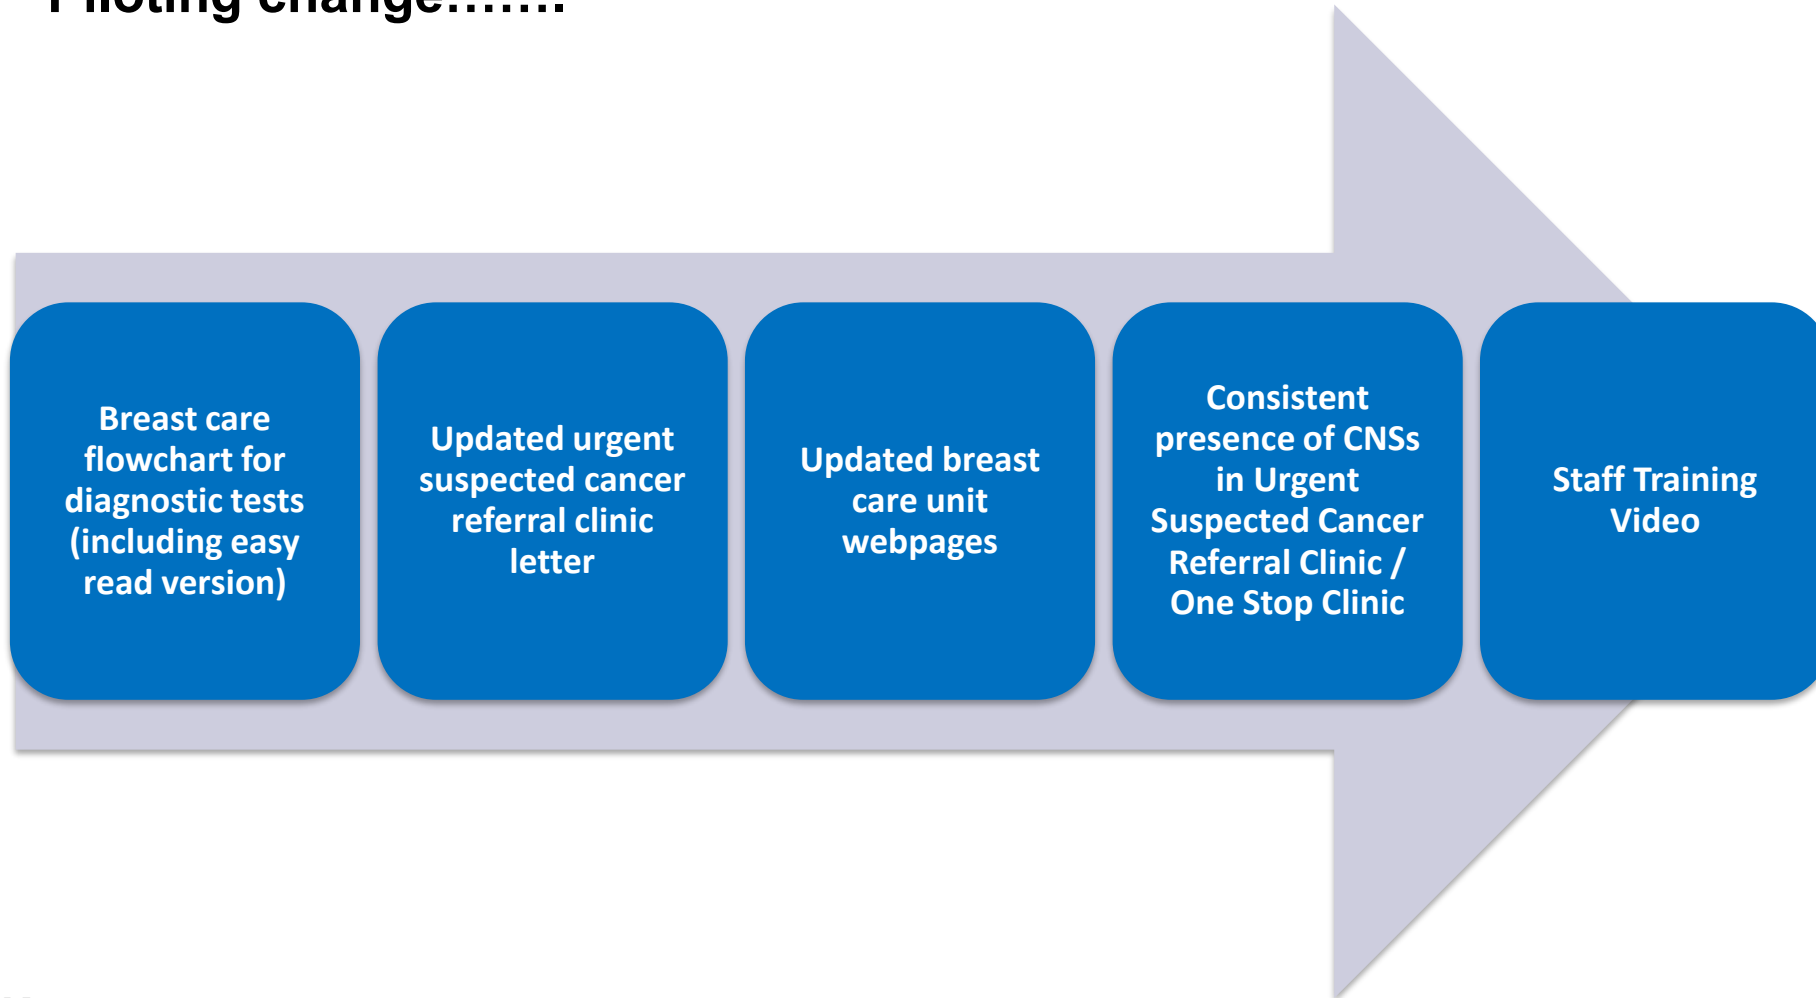 Piloting change.......
Breast care
flowchart for
diagnostic tests
(including easy
read version)
Updated urgent
suspected cancer
referral clinic
letter
Updated breast
care unit
webpages
Consistent
presence of CNSs
in Urgent
Suspected Cancer
Referral Clinic /
One Stop Clinic
Staff Training
Video